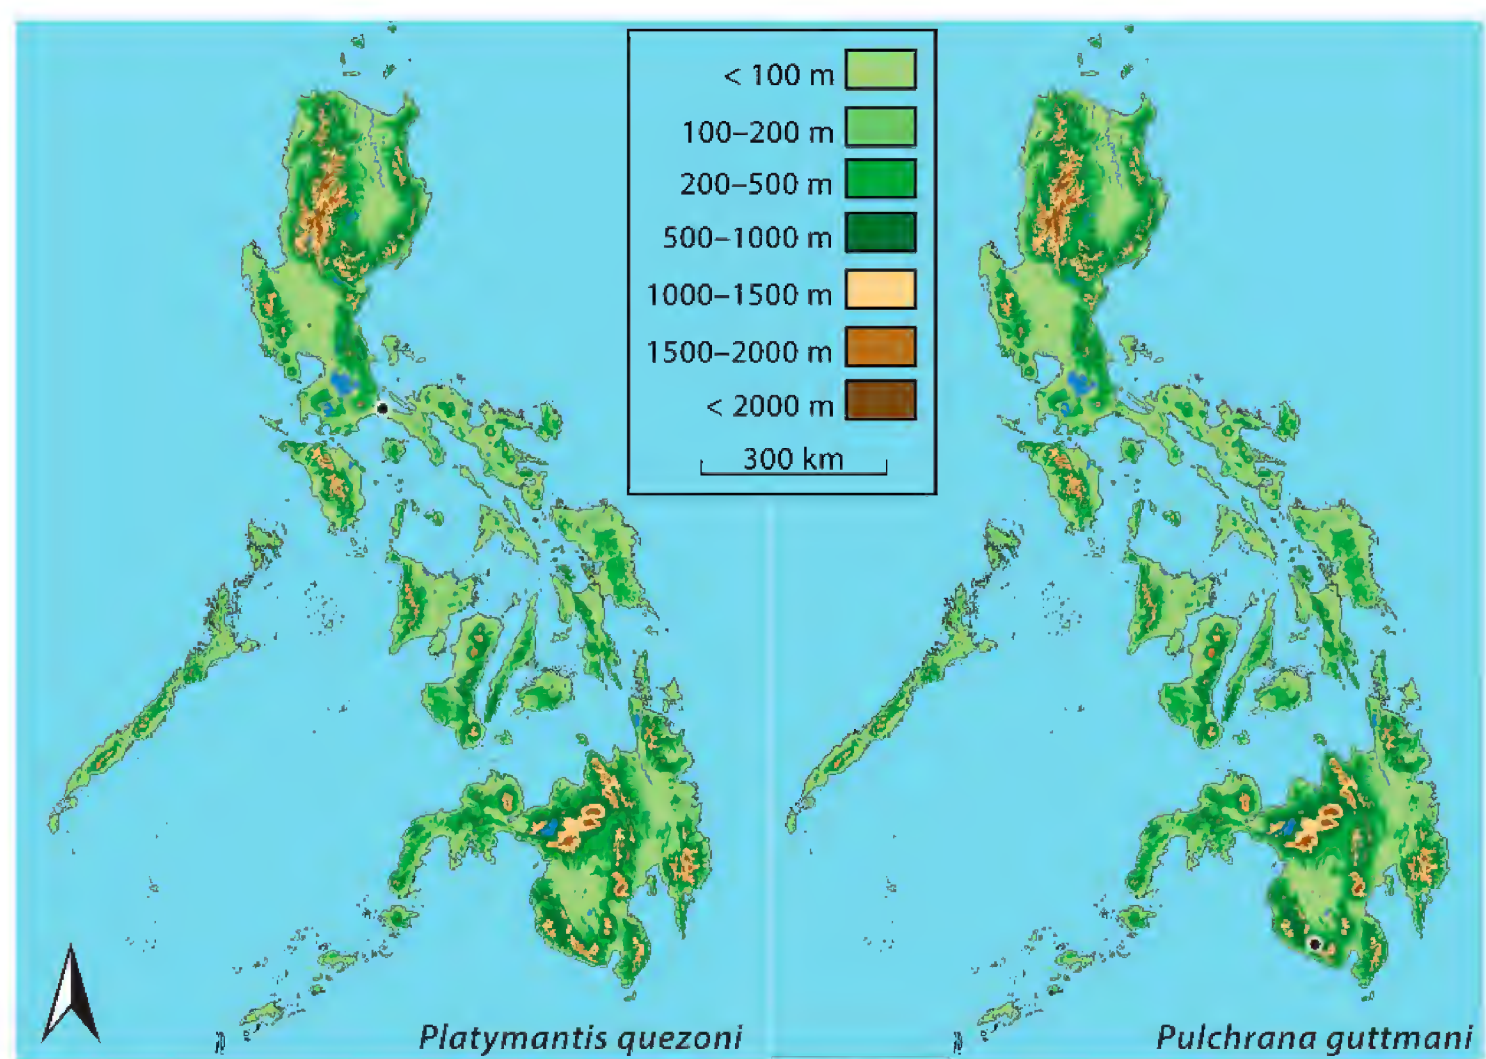 < 100 m
100–200 m
200–500 m
500–1000 m
1000–1500 m
1500–2000 m
< 2000 m
300 km
Platymantis quezoni
Pulchrana guttmani